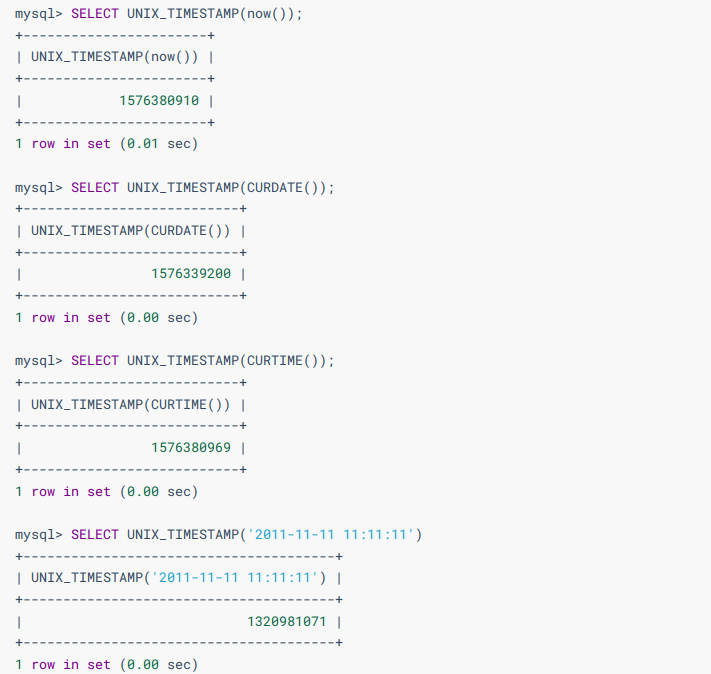 mysql> SELECT UNIX_TIMESTAMP(now());
+-----------------------+
| UNIX_TIMESTAMP(now()) |
+-----------------------+
|            1576380910 |
+-----------------------+
1 row in set (0.01 sec)

mysql> SELECT UNIX_TIMESTAMP(CURDATE());
+---------------------------+
| UNIX_TIMESTAMP(CURDATE()) |
+---------------------------+
|                1576339200 |
+---------------------------+
1 row in set (0.00 sec)

mysql> SELECT UNIX_TIMESTAMP(CURTIME());
+---------------------------+
| UNIX_TIMESTAMP(CURTIME()) |
+---------------------------+
|                1576380969 |
+---------------------------+
1 row in set (0.00 sec)

mysql> SELECT UNIX_TIMESTAMP('2011-11-11 11:11:11')
+---------------------------------------+
| UNIX_TIMESTAMP('2011-11-11 11:11:11') |
+---------------------------------------+
|                            1320981071 |
+---------------------------------------+
1 row in set (0.00 sec)